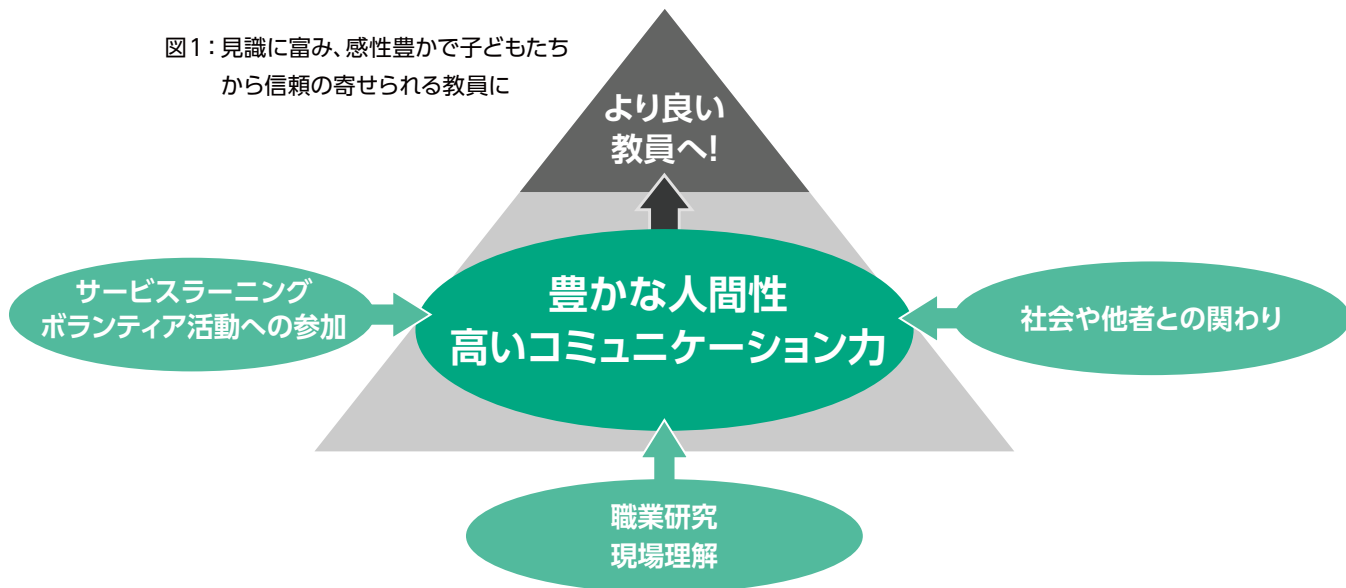 図1：見識に富み、感性豊かで子どもたち
から信頼の寄せられる教員に
より良い
教員へ!
豊かな人間性
高いコミュニケーション力
サービスラーニング
ボランティア活動への参加
社会や他者との関わり
職業研究
現場理解